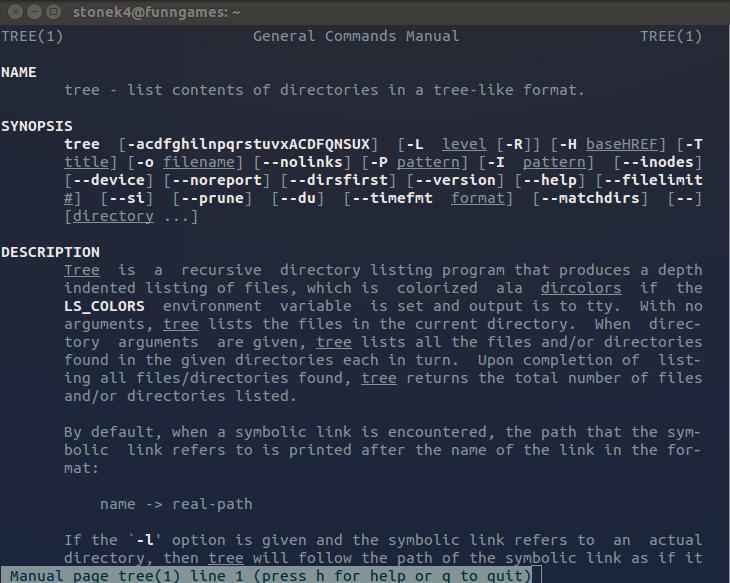 stonek4@funngames: ~
TREE(1) General Commands Manual TREE(1)
NAME
tree - list contents of directories in a tree-like format.
SYNOPSIS
tree [-acdfghilnpqrstuvxACDFQNSUX] [-L level [-R]] [-H baseHREF] [-T
title] [-o filename] [--nolinks] [-P pattern] [-I pattern] [--inodes]
[--device] [--noreport] [--dirsfirst] [--version] [--help] [--filelimit
#] [--si] [--prune] [--du] [--timefmt format] [--matchdirs] [--]
[directory ...]
DESCRIPTION
Tree is a recursive directory listing program that produces a depth
indented listing of files, which is colorized ala dircolors if the
LS_COLORS environment variable is set and output is to tty. With no
arguments, tree lists the files in the current directory. When direc-
tory arguments are given, tree lists all the files and/or directories
found in the given directories each in turn. Upon completion of list-
ing all files/directories found, tree returns the total number of files
and/or directories listed.
By default, when a symbolic link is encountered, the path that the sym-
bolic link refers to is printed after the name of the link in the for-
mat:
name -> real-path
If the `-l' option is given and the symbolic link refers to an actual
directory, then tree will follow the path of the symbolic link as if it
Manual page tree(1) line 1 (press h for help or q to quit)